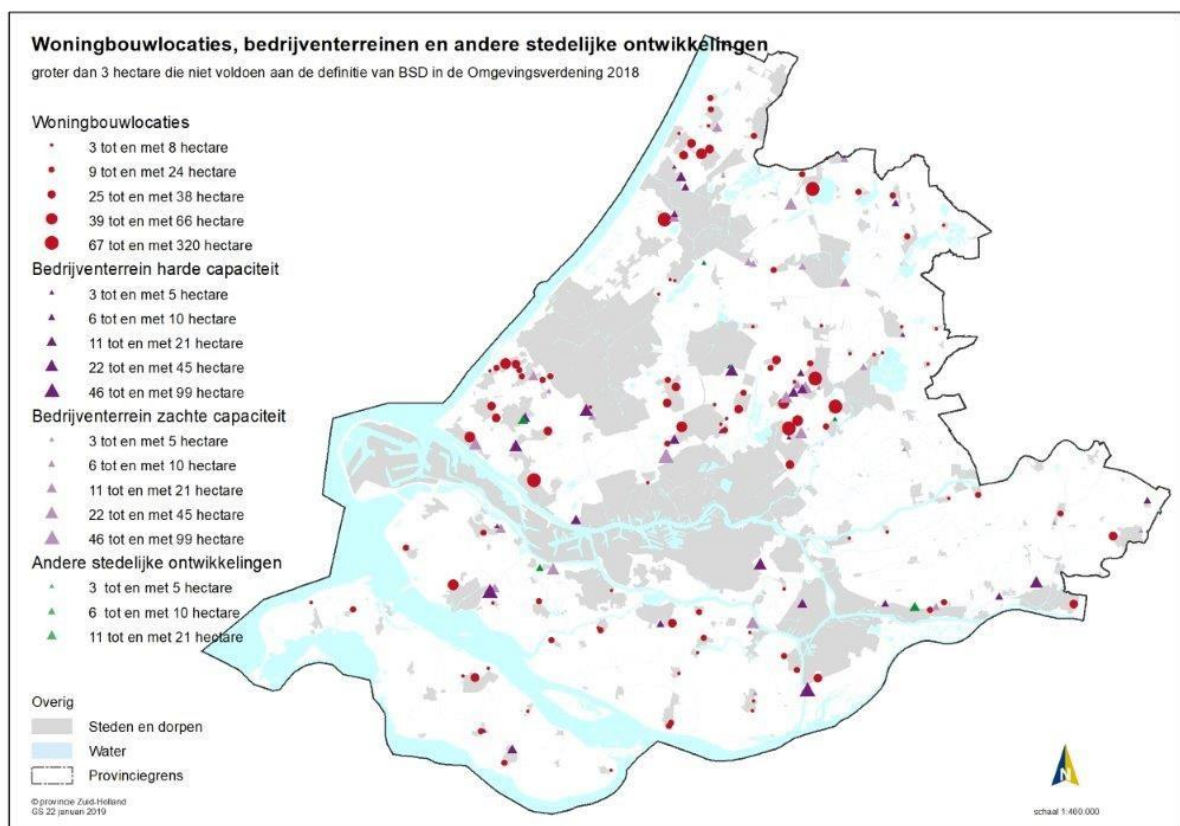 Woningbouwlocaties, bedrijventerreinen en andere stedelijke ontwikkelingen
groter dan 3 hectare die niet voldoen aan de definitie van BSD in de Omgevingsverdening 2018
Woningbouwlocaties
3 tot en met 8 hectare
9 tot en met 24 hectare
25 tot en met 38 hectare
39 tot en met 66 hectare
67 tot en met 320 hectare
Bedrijventerrein harde capaciteit
3 tot en met 5 hectare
6 tot en met 10 hectare
11 tot en met 21 hectare
22 tot en met 45 hectare
46 tot en met 99 hectare
Bedrijventerrein zachte capaciteit
3 tot en met 5 hectare
6 tot en met 10 hectare
11 tot en met 21 hectare
22 tot en met 45 hectare
46 tot en met 99 hectare
Andere stedelijke ontwikkelingen
3 tot en met 5 hectare
6 tot en met 10 hectare
11 tot en met 21 hectare
Overig
Steden en dorpen
Water
Provinciegrens
© provincie Zuid-Holland
GS 22 januari 2019
N
schaal 1:460.000